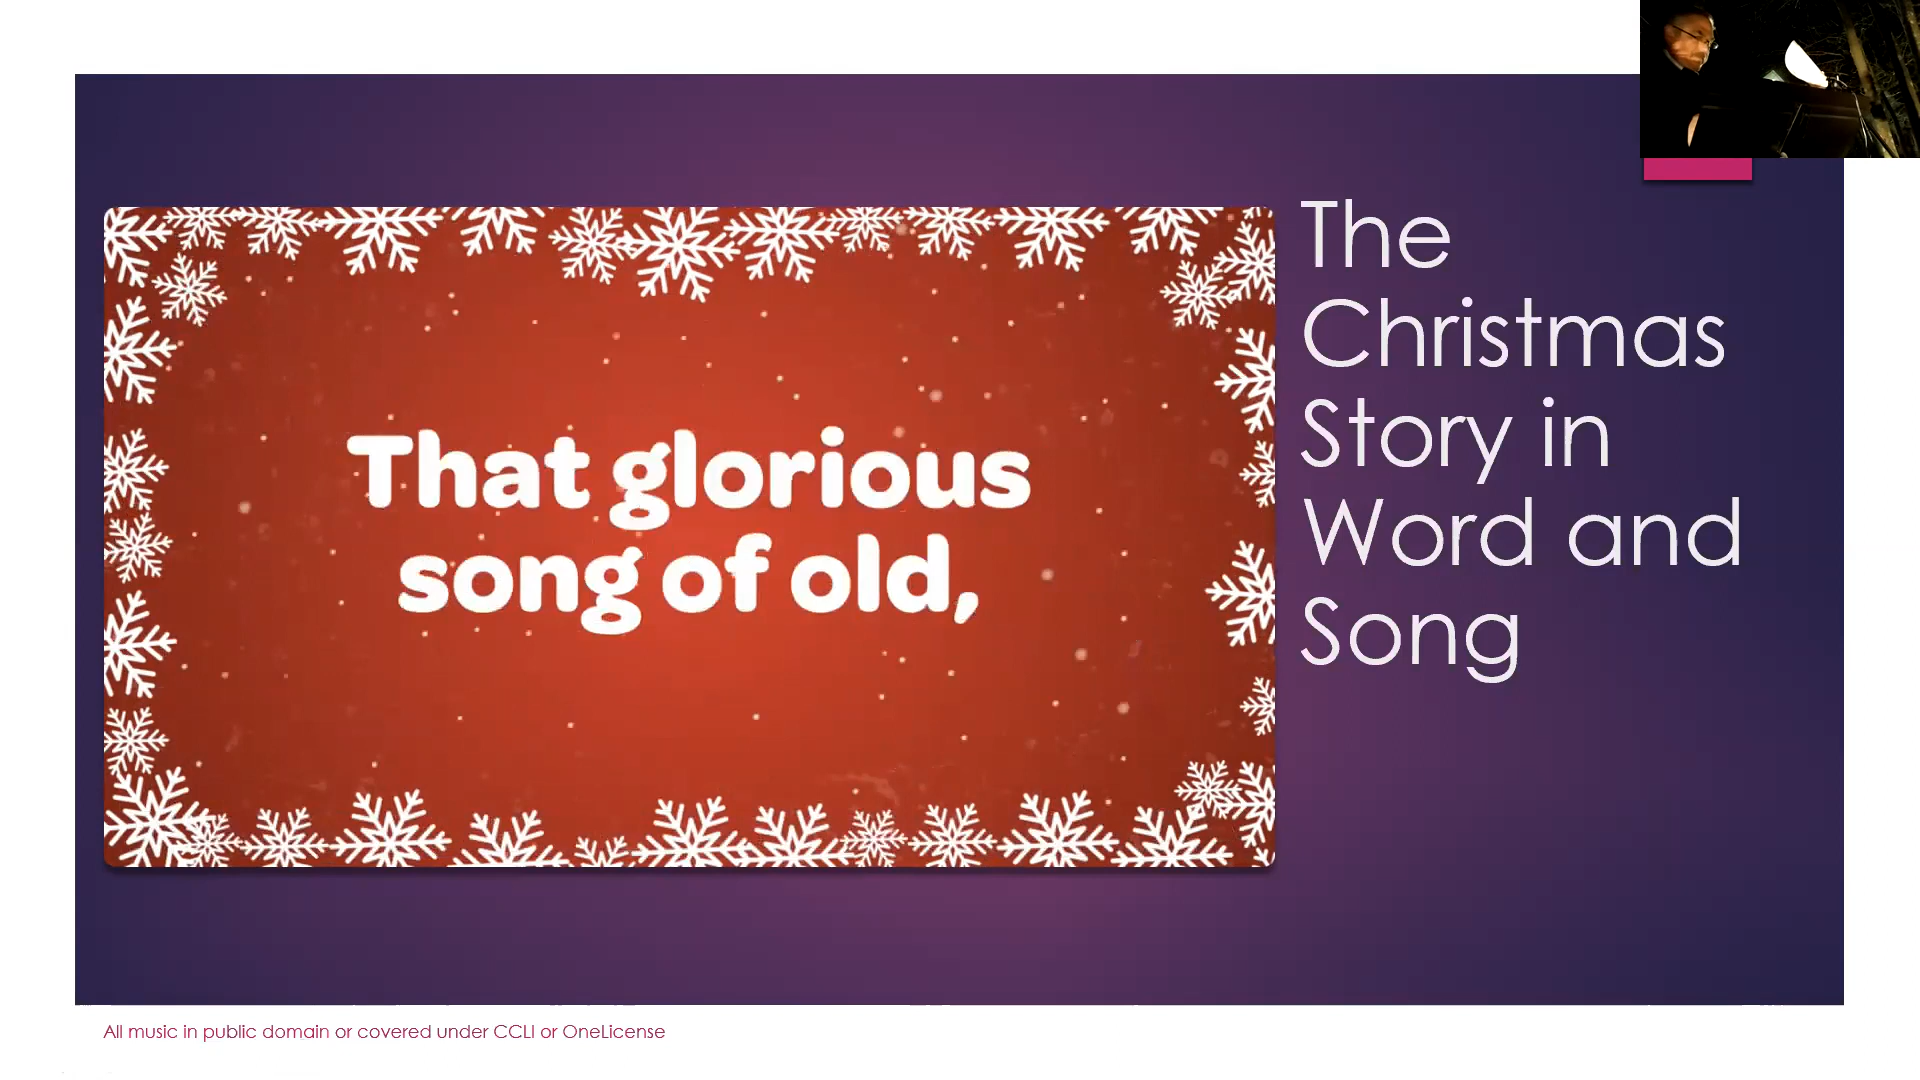 That glorious
song of old,
The
Christmas
Story in
Word and
Song
All music in public domain or covered under CCLI or OneLicense